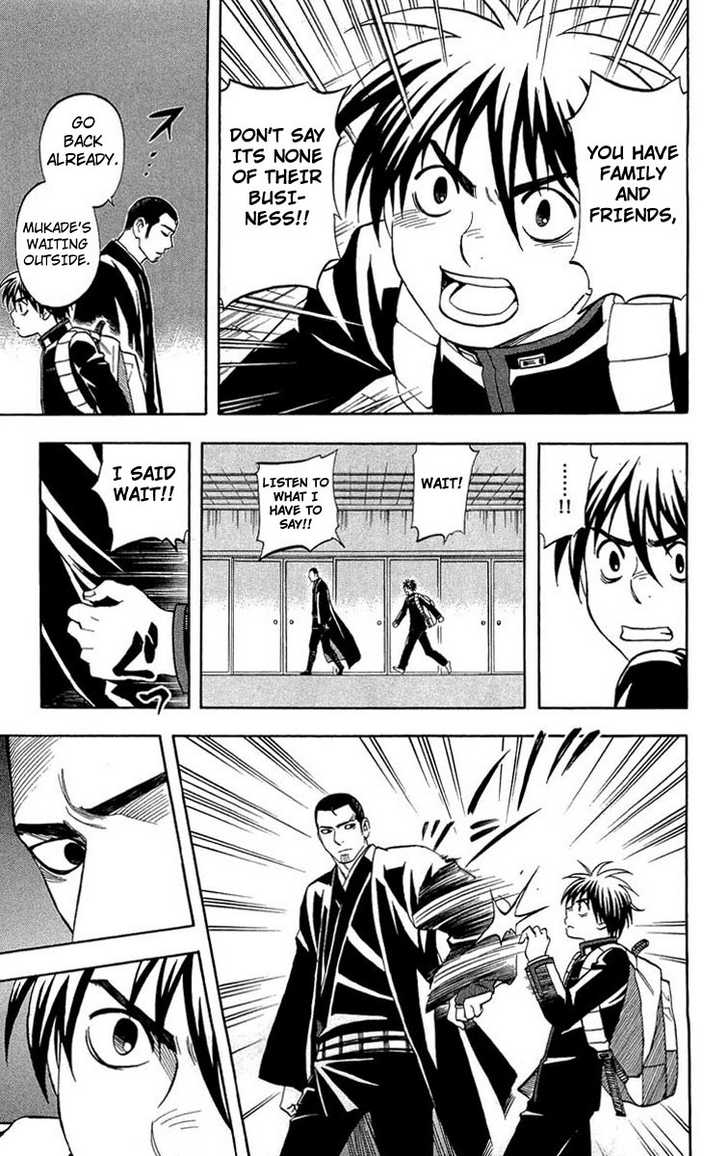 YOU HAVE
FAMILY
AND
FRIENDS,
DON'T SAY
ITS NONE
OF THEIR
BUSI-
NESS!!
GO
BACK
ALREADY.
MUKADE'S
WAITING
OUTSIDE.
......
!!
WAIT!
LISTEN TO
WHAT I
HAVE TO
SAY!!
I SAID
WAIT!!